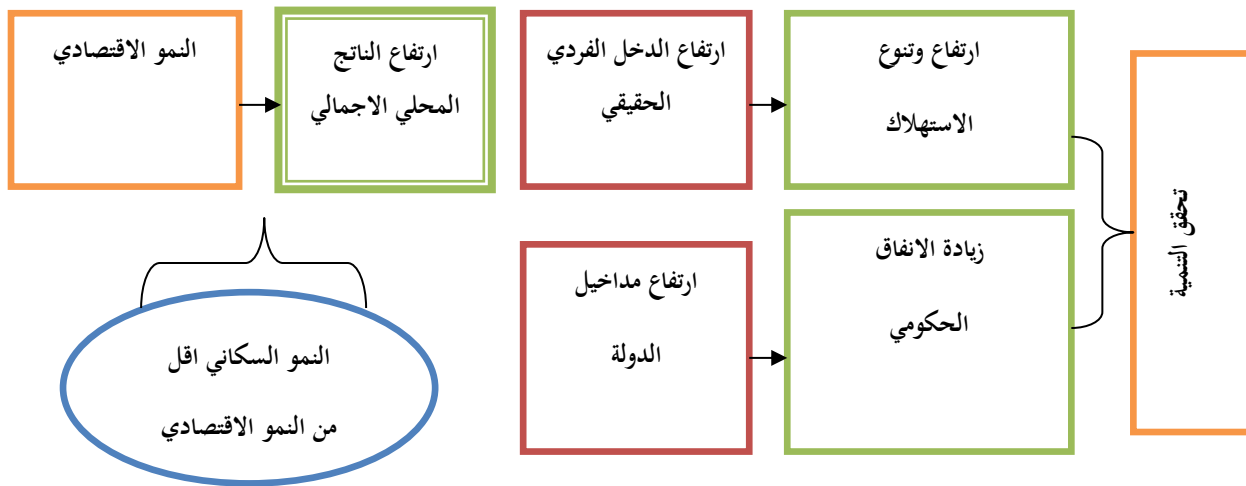 النمو الاقتصادي
ارتفاع الناتج
المحلي الاجمالي
ارتفاع الدخل الفردي
الحقيقي
ارتفاع وتنوع
الاستهلاك
تحقق التنمية
النمو السكاني اقل
من النمو الاقتصادي
ارتفاع مداخيل
الدولة
زيادة الانفاق
الحكومي